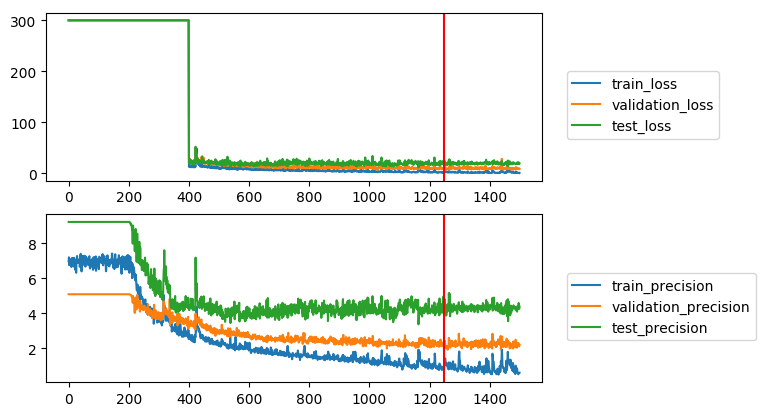 300
200
100
0
0 200 400 600 800 1000 1200 1400
train_loss
validation_loss
test_loss
8
6
4
2
0 200 400 600 800 1000 1200 1400
train_precision
validation_precision
test_precision